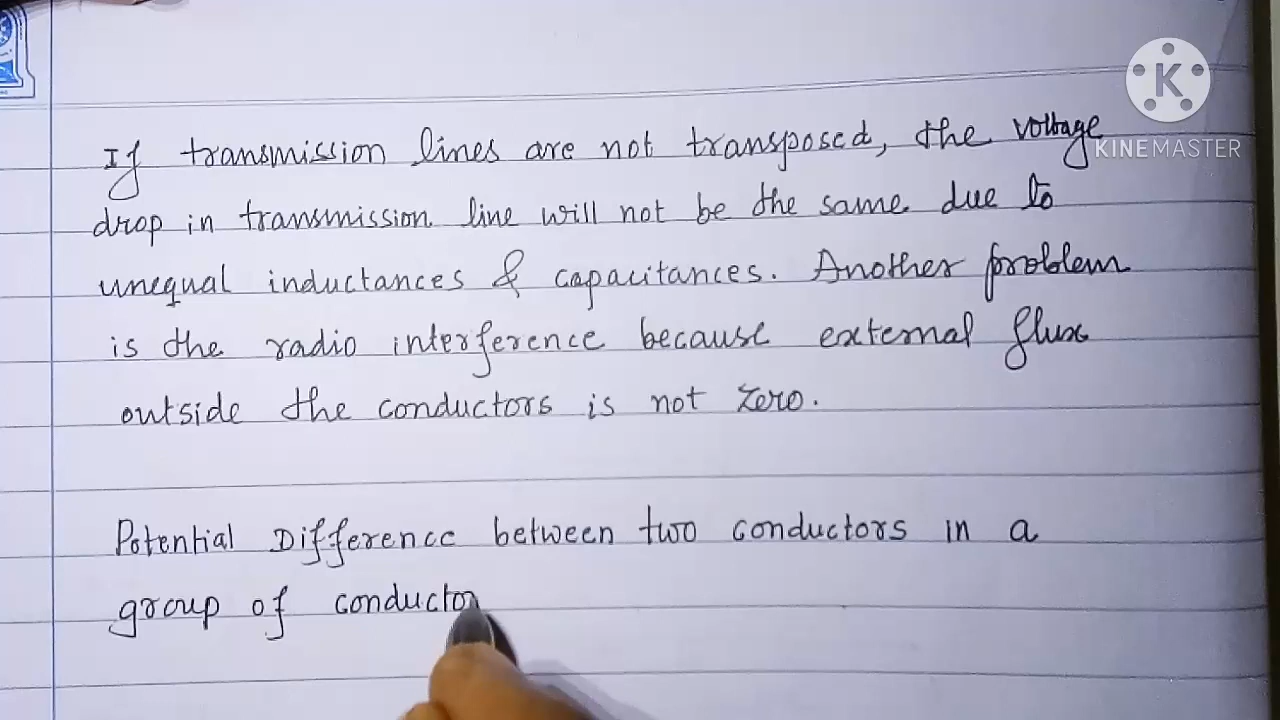 K
KINEMASTER
If transmission lines are not transposed, the voltage
drop in transmission line will not be the same due to
unequal inductances & capacitances. Another problem
is the radio interference because external flux
outside the conductors is not zero.
Potential Difference between two conductors in a
group of conductor